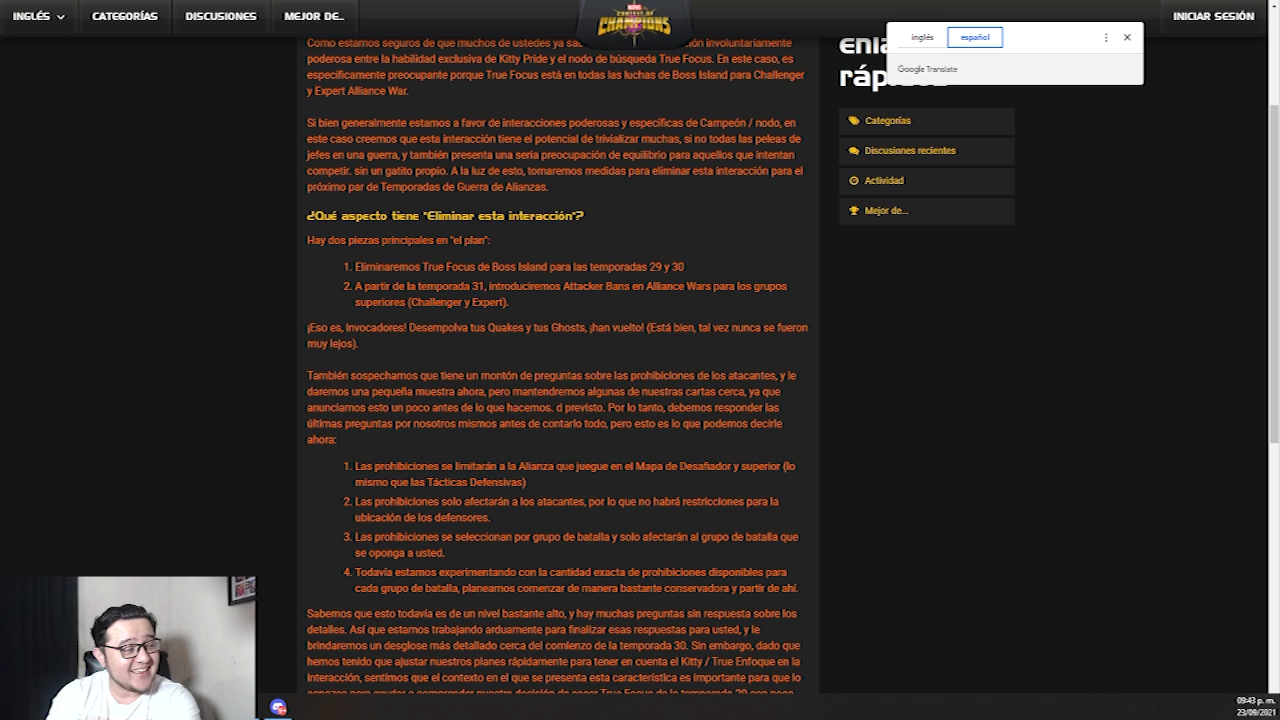 INGLÉS
CATEGORÍAS
DISCUSIONES
MEJOR DE...
MARVEL
CONTEST OF
CHAMPIONS
INICIAR SESIÓN
inglés
español
Google Translate
Como estamos seguros de que muchos de ustedes ya
involuntariamente
poderosa entre la habilidad exclusiva de Kitty Pride y el nodo de búsqueda True Focus. En este caso, es
específicamente preocupante porque True Focus está en todas las luchas de Boss Island para Challenger
y Expert Alliance War.
Si bien generalmente estamos a favor de interacciones poderosas y específicas de Campeón / nodo, en
este caso creemos que esta interacción tiene el potencial de trivializar muchas, si no todas las peleas de
jefes en una guerra, y también presenta una seria preocupación de equilibrio para aquellos que intentan
competir. sin un gatito propio. A la luz de esto, tomaremos medidas para eliminar esta interacción para el
próximo par de Temporadas de Guerra de Alianzas.
¿Qué aspecto tiene "Eliminar esta interacción"?
Hay dos piezas principales en "el plan":
1. Eliminaremos True Focus de Boss Island para las temporadas 29 y 30
2. A partir de la temporada 31, introduciremos Attacker Bans en Alliance Wars para los grupos
superiores (Challenger y Expert).
¡Eso es, invocadores! Desempolva tus Quakes y tus Ghosts, ¡han vuelto! (Está bien, tal vez nunca se fueron
muy lejos).
También sospechamos que tiene un montón de preguntas sobre las prohibiciones de los atacantes, y le
daremos una pequeña muestra ahora, pero mantendremos algunas de nuestras cartas cerca, ya que
anunciamos esto un poco antes de lo que hacemos. d previsto. Por lo tanto, debemos responder las
últimas preguntas por nosotros mismos antes de contarlo todo, pero esto es lo que podemos decirle
ahora:
1. Las prohibiciones se limitarán a la Alianza que juegue en el Mapa de Desafiador y superior (lo
mismo que las Tácticas Defensivas)
2. Las prohibiciones solo afectarán a los atacantes, por lo que no habrá restricciones para la
ubicación de los defensores.
3. Las prohibiciones se seleccionan por grupo de batalla y solo afectarán al grupo de batalla que
se oponga a usted.
4. Todavía estamos experimentando con la cantidad exacta de prohibiciones disponibles para
cada grupo de batalla, planeamos comenzar de manera bastante conservadora y partir de ahí.
Sabemos que esto todavía es de un nivel bastante alto, y hay muchas preguntas sin respuesta sobre los
detalles. Así que estamos trabajando arduamente para finalizar esas respuestas para usted, y le
brindaremos un desglose más detallado cerca del comienzo de la temporada 30. Sin embargo, dado que
hemos tenido que ajustar nuestros planes rápidamente para tener en cuenta el Kitty / True Enfoque en la
interacción, sentimos que el contexto en el que se presenta esta característica es importante para que lo
Categorías
Discusiones recientes
Actividad
Mejor de...
09:43 p. m.
23/09/2021